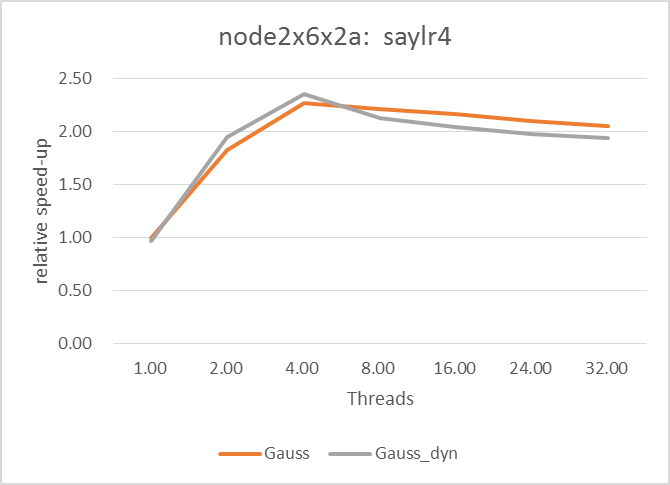 node2x6x2a:  saylr4
2.50
2.00
1.50
1.00
0.50
0.00
relative speed-up
1.00 2.00 4.00 8.00 16.00 24.00 32.00
Threads
Gauss Gauss_dyn